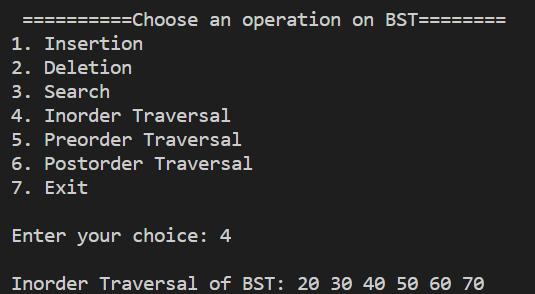 ==========Choose an operation on BST========
1. Insertion
2. Deletion
3. Search
4. Inorder Traversal
5. Preorder Traversal
6. Postorder Traversal
7. Exit
Enter your choice: 4
Inorder Traversal of BST: 20 30 40 50 60 70